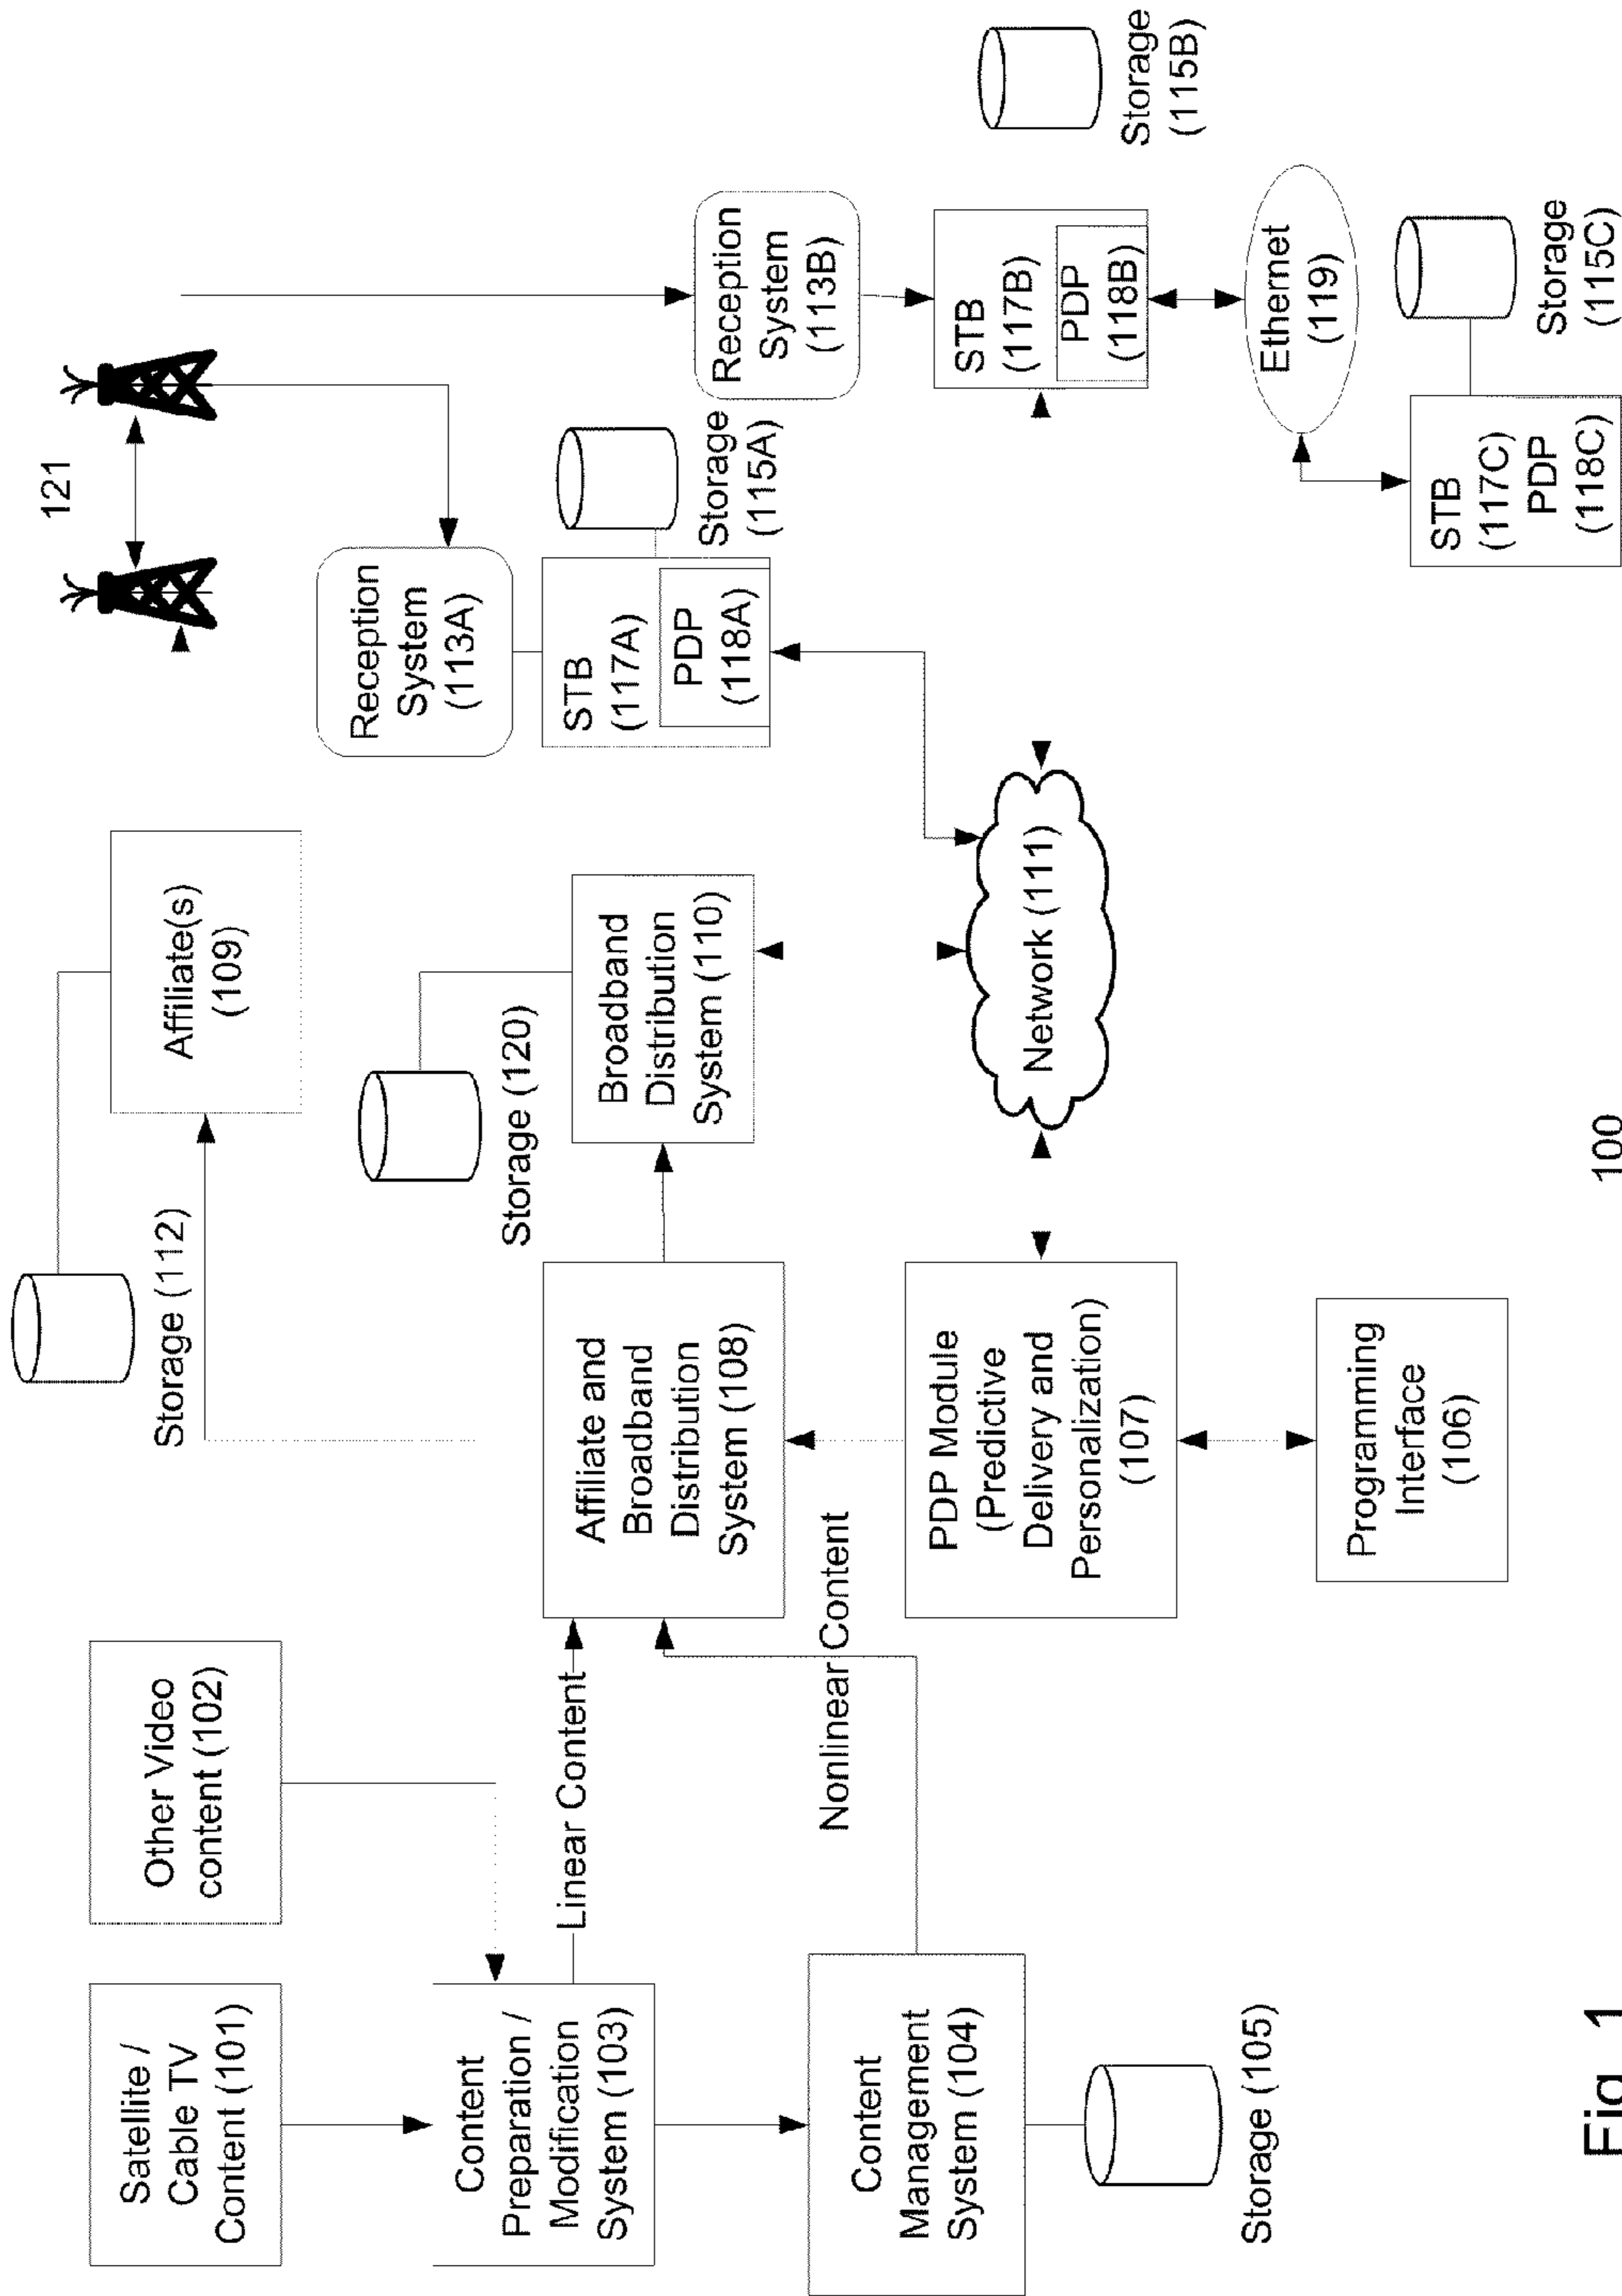 Satellite /
Cable TV
Content (101)
Other Video
content (102)
Content
Preparation /
Modification
System (103)
Linear Content
Content
Management
System (104)
Nonlinear Content
Storage (105)
Storage (112)
Affiliate(s)
(109)
Storage (120)
Affiliate and
Broadband
Distribution
System (108)
Broadband
Distribution
System (110)
PDP Module
(Predictive
Delivery and
Personalization)
(107)
Programming
Interface
(106)
Network (111)
121
Reception
System
(113A)
STB
(117A)
PDP
(118A)
Storage
(115A)
Reception
System
(113B)
STB
(117B)
PDP
(118B)
Storage
(115B)
Ethernet
(119)
STB
(117C)
PDP
(118C)
Storage
(115C)
100
Fig. 1